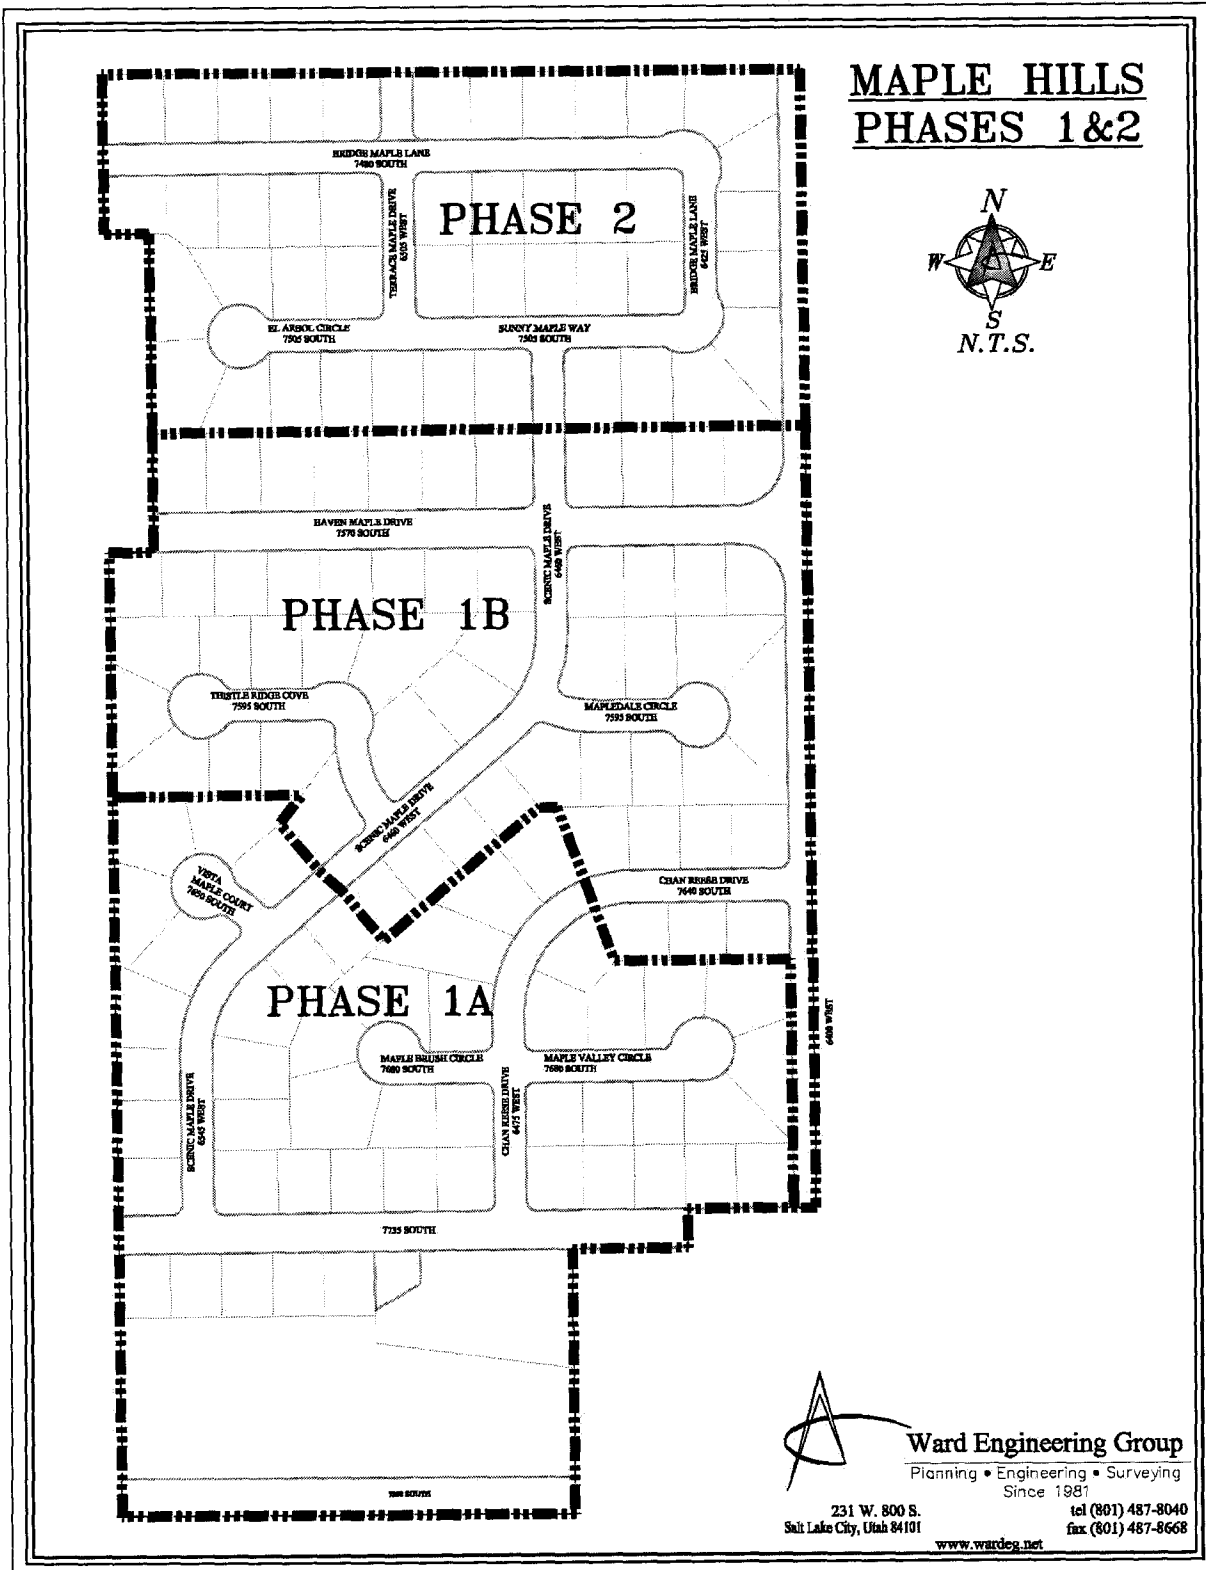 MAPLE HILLS
PHASES 1&2
N
W
E
S
N.T.S.
BRIDGE MAPLE LANE
7480 SOUTH
TERRACE MAPLE DRIVE
6505 WEST
PHASE 2
BRIDGE MAPLE LANE
6425 WEST
EL ARBOL CIRCLE
7505 SOUTH
SUNNY MAPLE WAY
7505 SOUTH
HAVEN MAPLE DRIVE
7570 SOUTH
SCENIC MAPLE DRIVE
6460 WEST
PHASE 1B
THISTLE RIDGE COVE
7595 SOUTH
MAPLEDALE CIRCLE
7595 SOUTH
SCENIC MAPLE DRIVE
6460 WEST
VISTA
MAPLE COURT
7650 SOUTH
CHAN REESE DRIVE
7640 SOUTH
PHASE 1A
6400 WEST
MAPLE BRUSH CIRCLE
7680 SOUTH
MAPLE VALLEY CIRCLE
7680 SOUTH
SCENIC MAPLE DRIVE
6545 WEST
CHAN REESE DRIVE
6475 WEST
7735 SOUTH
SOUTH
Ward Engineering Group
Planning • Engineering • Surveying
Since 1981
231 W. 800 S.
Salt Lake City, Utah 84101
tel (801) 487-8040
fax (801) 487-8668
www.wardeg.net